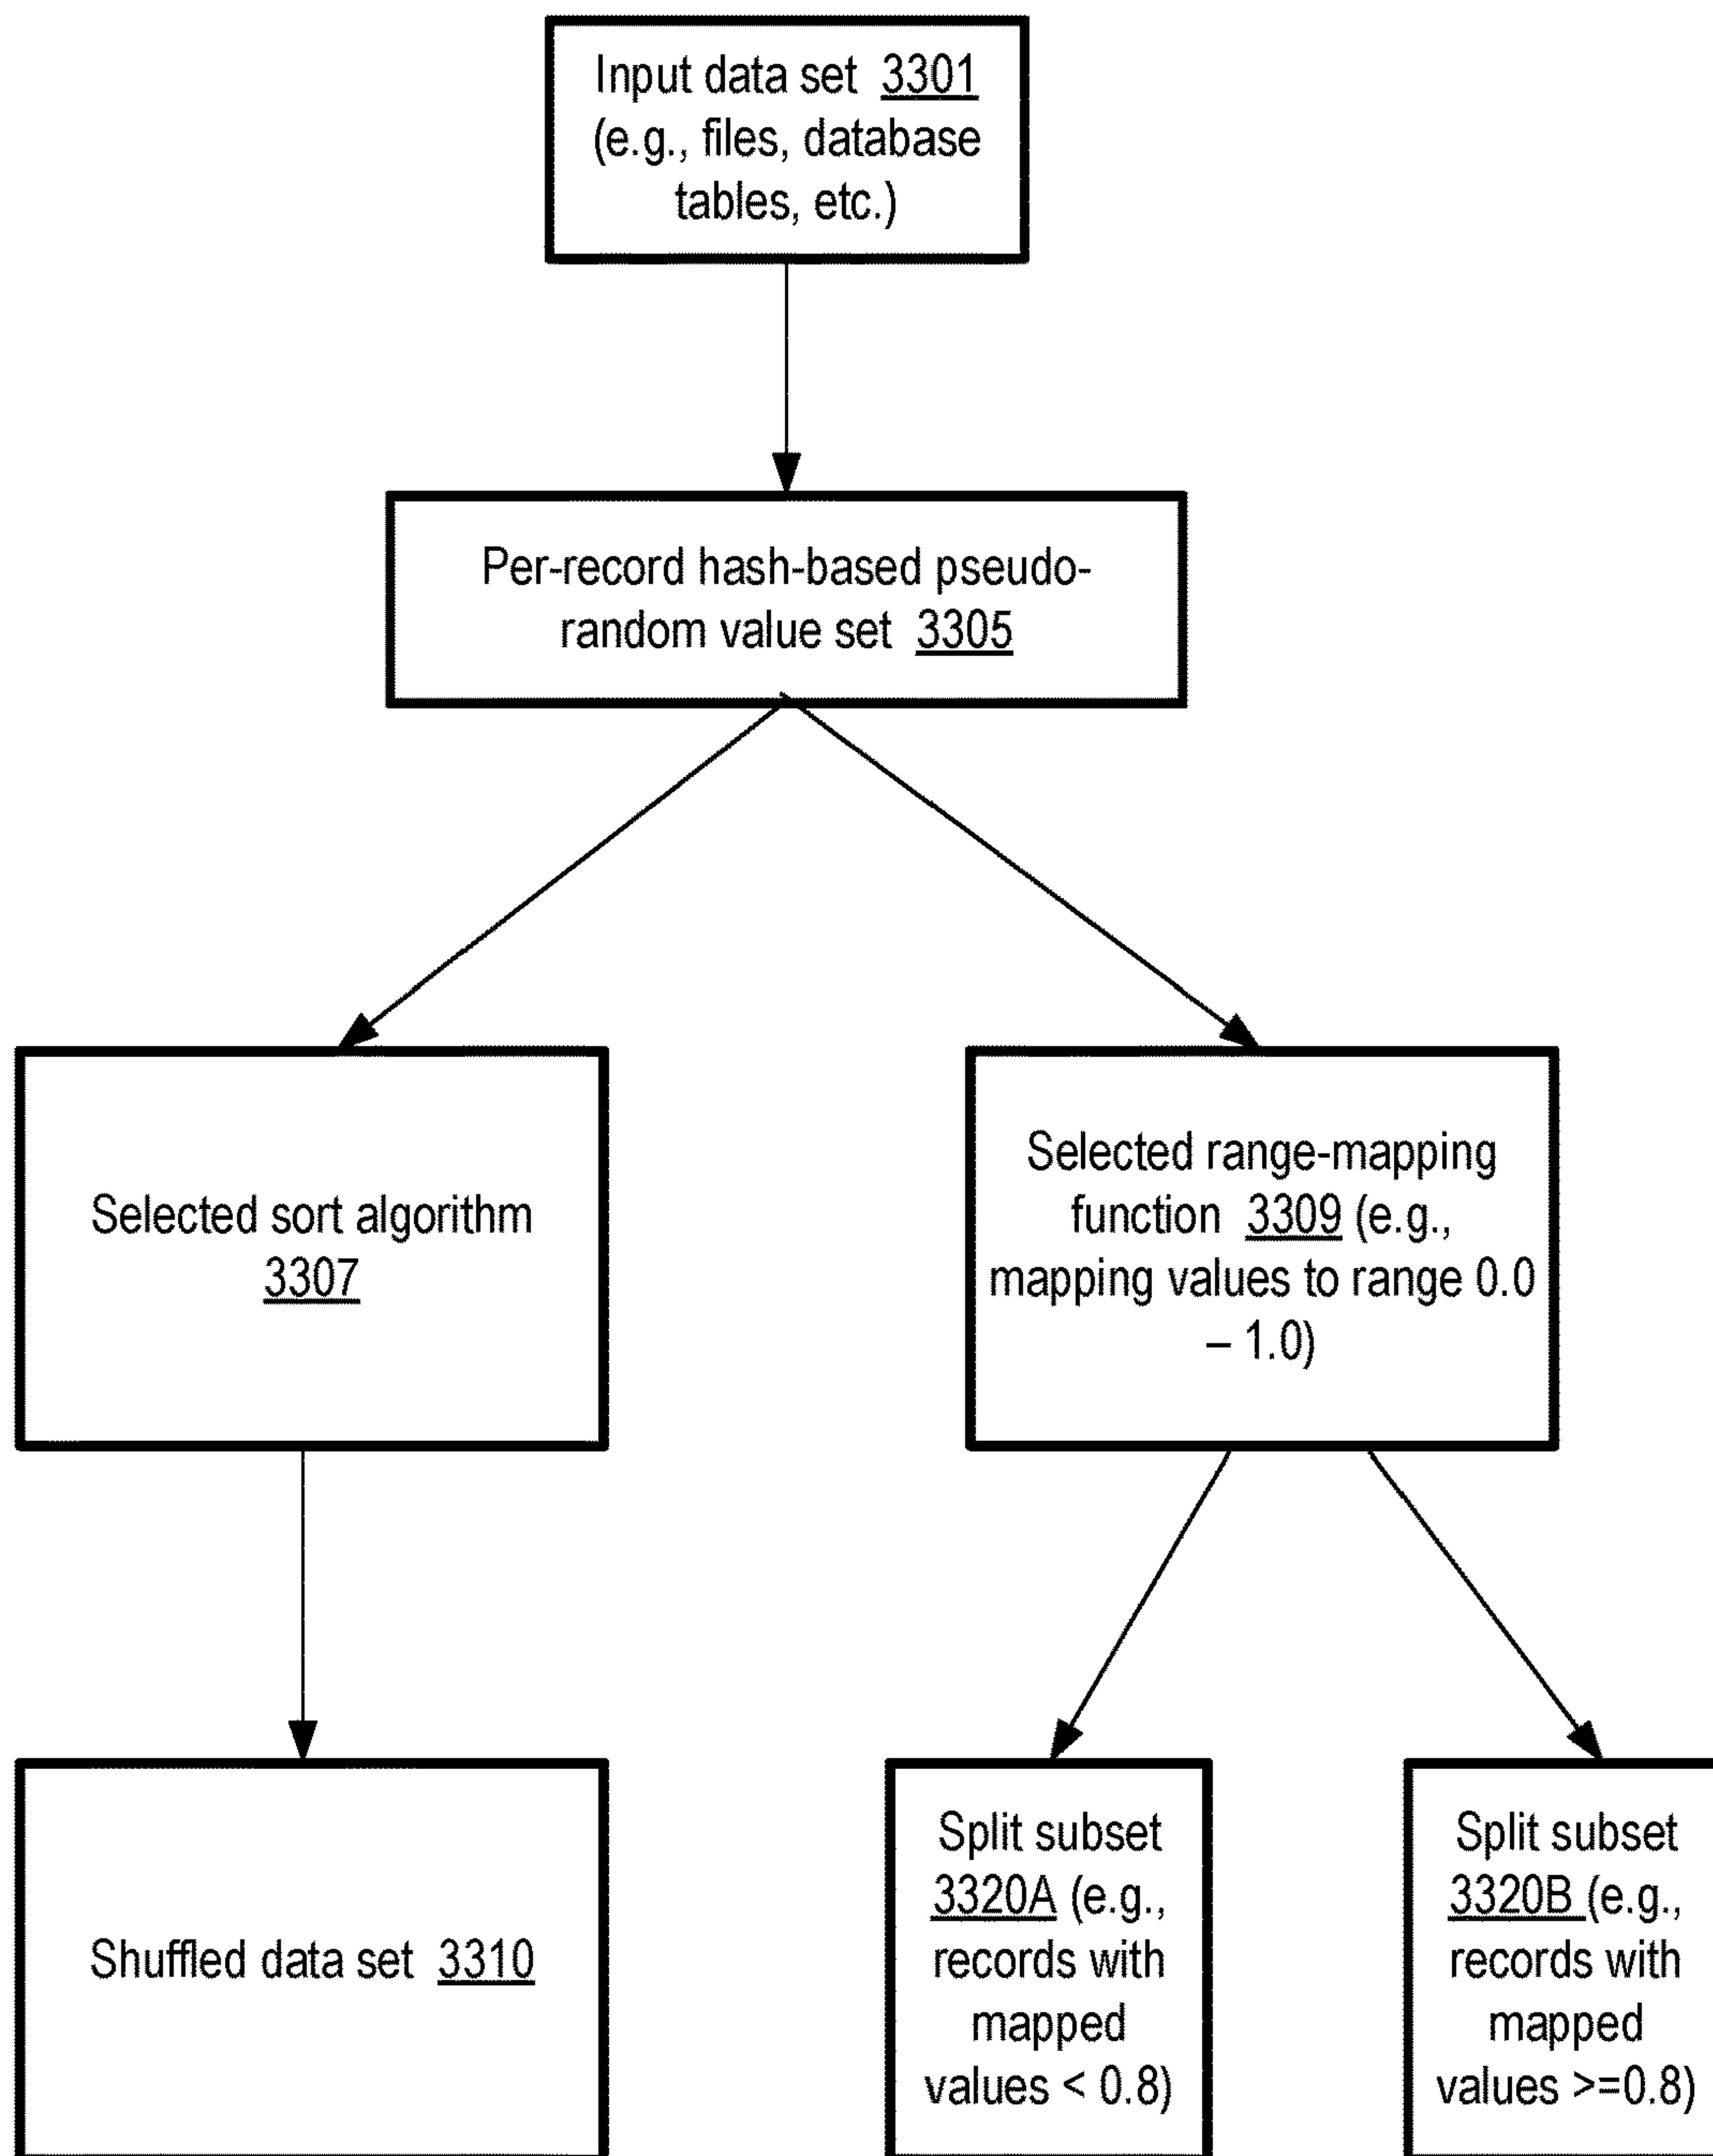 Input data set 3301
(e.g., files, database
tables, etc.)
Per-record hash-based pseudo-
random value set 3305
Selected sort algorithm
3307
Selected range-mapping
function 3309 (e.g.,
mapping values to range 0.0
– 1.0)
Shuffled data set 3310
Split subset
3320A (e.g.,
records with
mapped
values < 0.8)
Split subset
3320B (e.g.,
records with
mapped
values >=0.8)